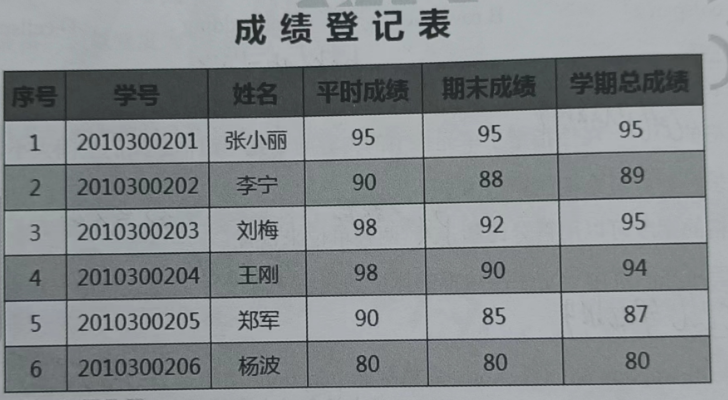 成绩登记表
序号 学号 姓名 平时成绩 期末成绩 学期总成绩
1 2010300201 张小丽 95 95 95
2 2010300202 李宁 90 88 89
3 2010300203 刘梅 98 92 95
4 2010300204 王刚 98 90 94
5 2010300205 郑军 90 85 87
6 2010300206 杨波 80 80 80